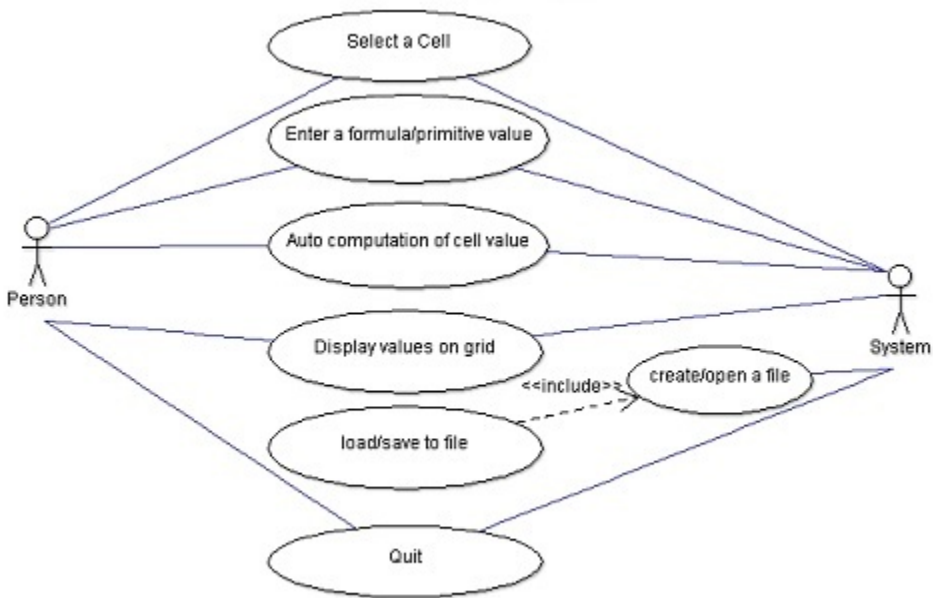 Select a Cell
Enter a formula/primitive value
Auto computation of cell value
Person
Display values on grid
System
<<include>>
create/open a file
load/save to file
Quit